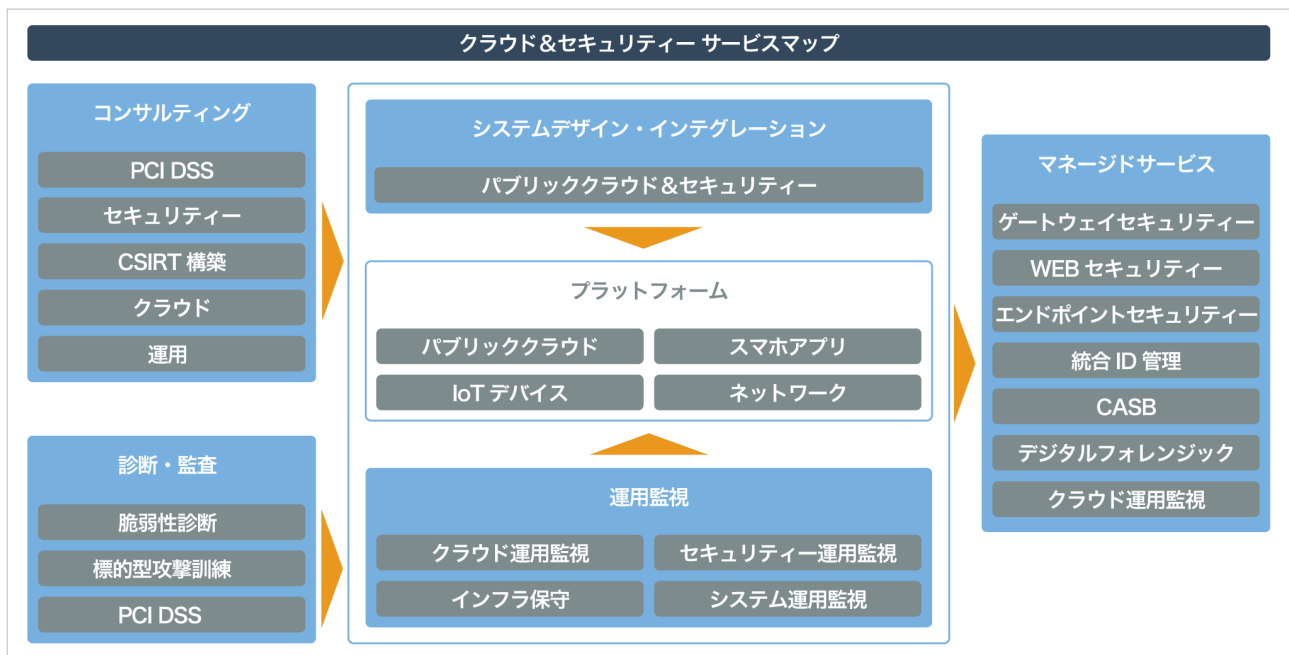 クラウド＆セキュリティー サービスマップ
コンサルティング
PCI DSS
セキュリティー
CSIRT 構築
クラウド
運用
診断・監査
脆弱性診断
標的型攻撃訓練
PCI DSS
システムデザイン・インテグレーション
パブリッククラウド＆セキュリティー
プラットフォーム
パブリッククラウド
スマホアプリ
IoT デバイス
ネットワーク
運用監視
クラウド運用監視
セキュリティー運用監視
インフラ保守
システム運用監視
マネージドサービス
ゲートウェイセキュリティー
WEB セキュリティー
エンドポイントセキュリティー
統合 ID 管理
CASB
デジタルフォレンジック
クラウド運用監視